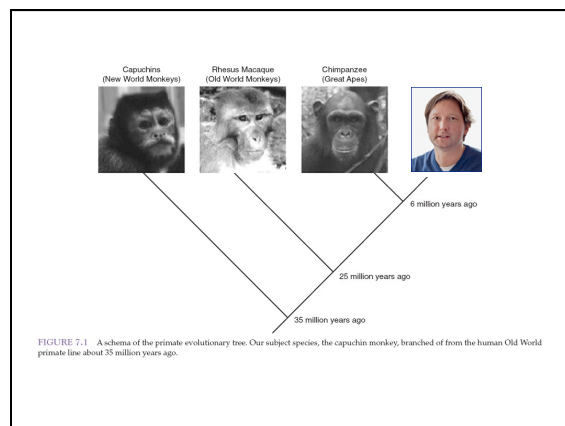 Capuchins
(New World Monkeys)
Rhesus Macaque
(Old World Monkeys)
Chimpanzee
(Great Apes)
6 million years ago
25 million years ago
35 million years ago
FIGURE 7.1 A schema of the primate evolutionary tree. Our subject species, the capuchin monkey, branched of from the human Old World
primate line about 35 million years ago.